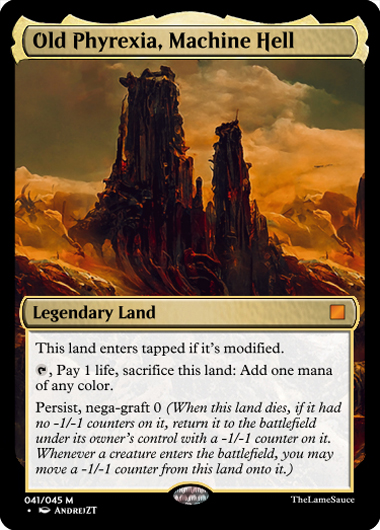 Old Phyrexia, Machine Hell
Legendary Land
This land enters tapped if it's modified.
, Pay 1 life, sacrifice this land: Add one mana
of any color.
Persist, nega-graft 0 (When this land dies, if it had
no -1/-1 counters on it, return it to the battlefield
under its owner's control with a -1/-1 counter on it.
Whenever a creature enters the battlefield, you may
move a -1/-1 counter from this land onto it.)
041/045 M
• AndrejZT
TheLameSauce